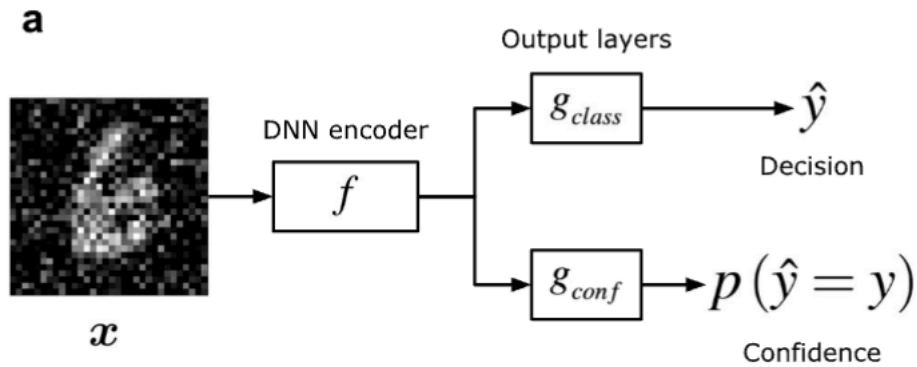 a
Output layers
DNN encoder
g_class
ŷ
Decision
f
x
g_conf
p (ŷ = y)
Confidence